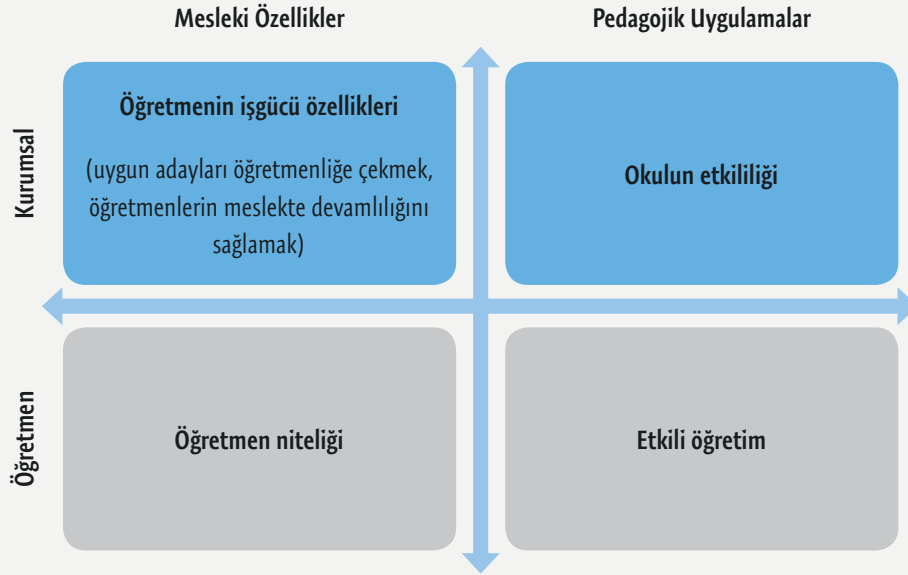 Mesleki Özellikler
Pedagojik Uygulamalar
Kurumsal
Öğretmenin işgücü özellikleri
(uygun adayları öğretmenliğe çekmek,
öğretmenlerin meslekte devamlılığını
sağlamak)
Okulun etkililiği
Öğretmen
Öğretmen niteliği
Etkili öğretim